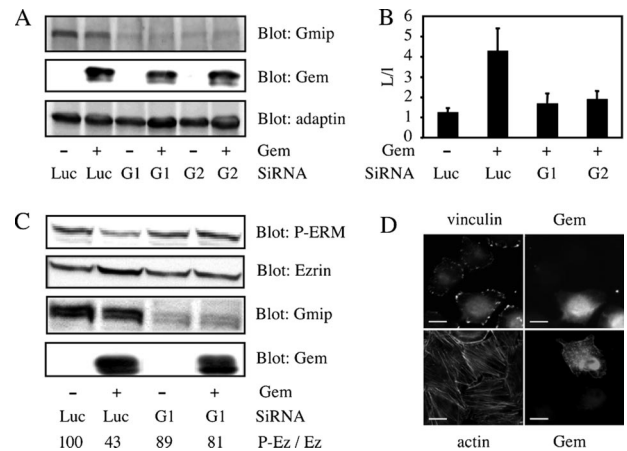 A
Blot: Gmip
Blot: Gem
Blot: adaptin
– + – + – + Gem
Luc Luc G1 G1 G2 G2 SiRNA
B
L/l
6
5
4
3
2
1
0
Gem – + + +
SiRNA Luc Luc G1 G2
C
Blot: P-ERM
Blot: Ezrin
Blot: Gmip
Blot: Gem
– + – + Gem
Luc Luc G1 G1 SiRNA
100 43 89 81 P-Ez / Ez
D
vinculin Gem
actin Gem